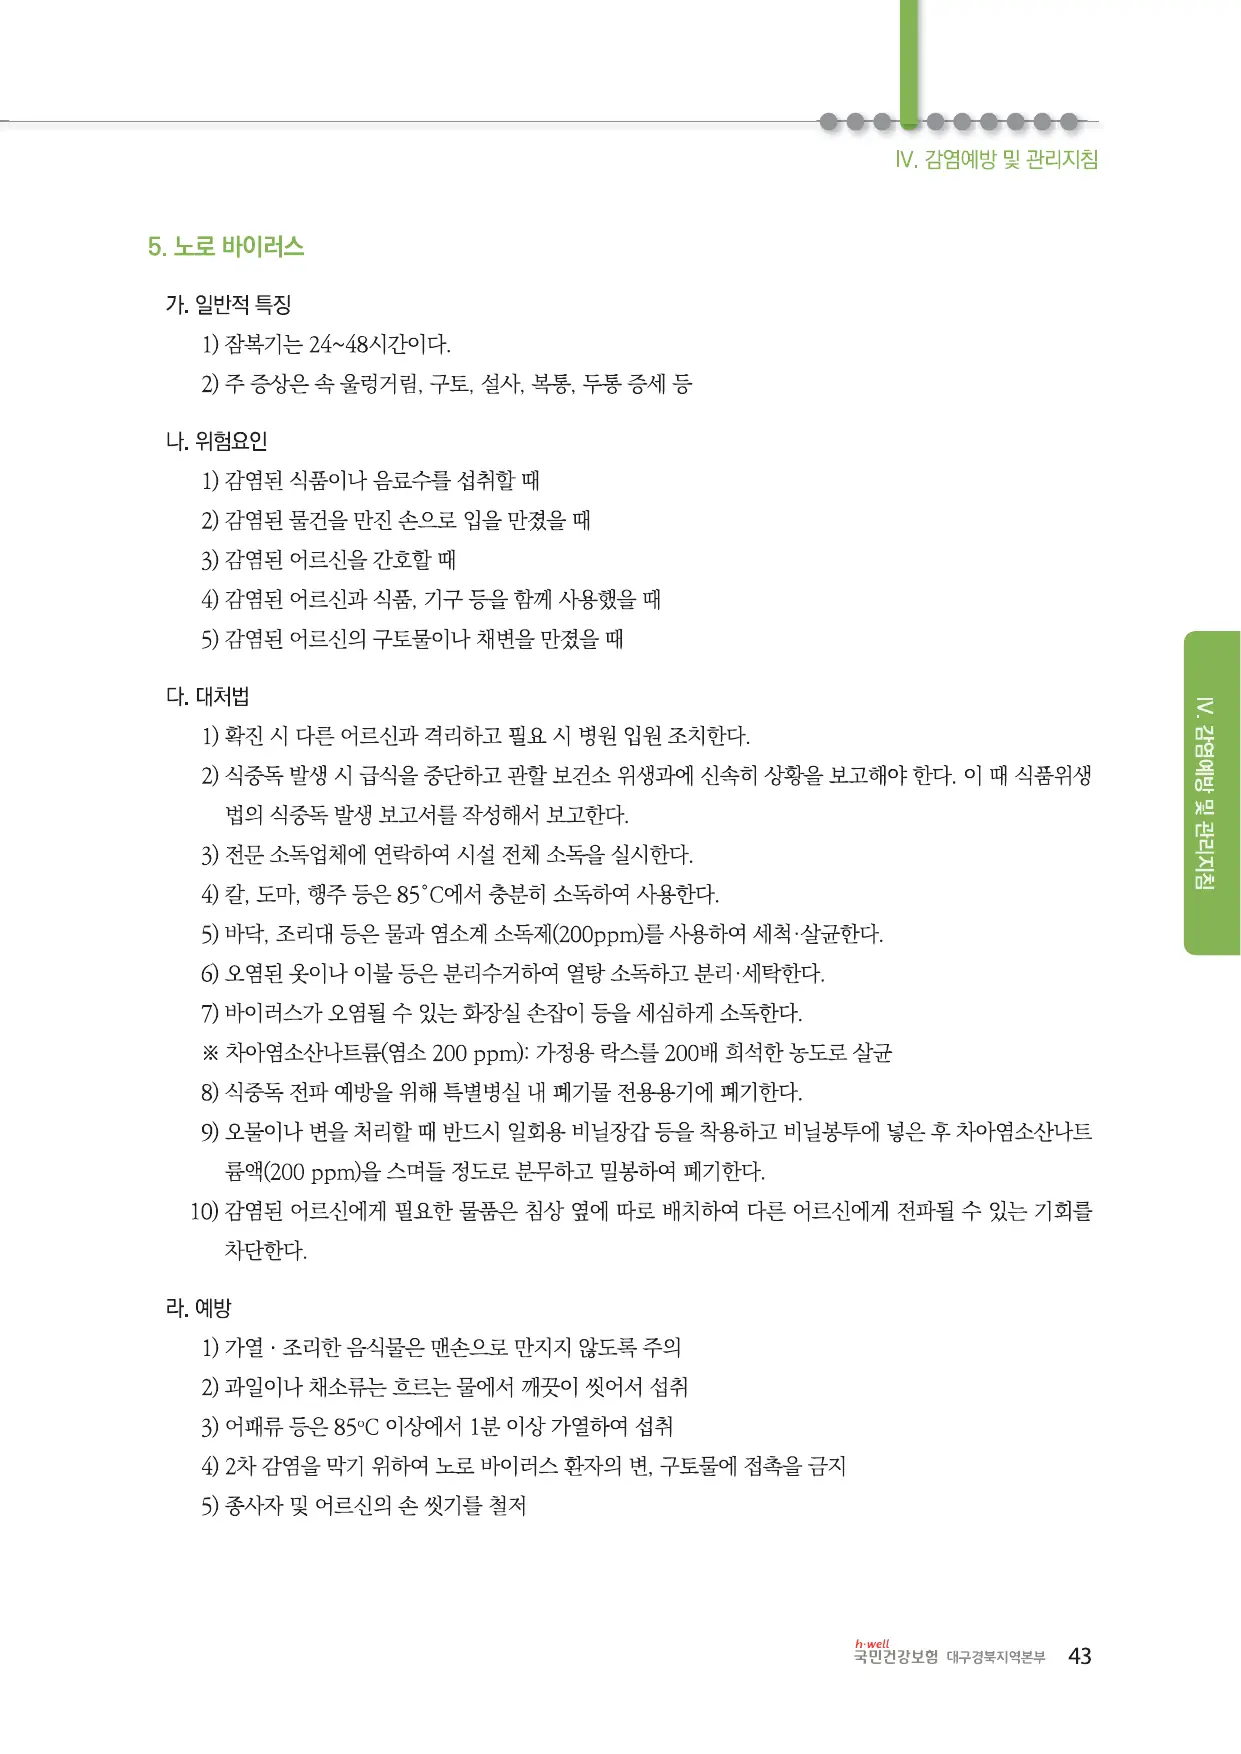 IV. 감염예방 및 관리지침
5. 노로 바이러스
가. 일반적 특징
1) 잠복기는 24~48시간이다.
2) 주 증상은 속 울렁거림, 구토, 설사, 복통, 두통 증세 등
나. 위험요인
1) 감염된 식품이나 음료수를 섭취할 때
2) 감염된 물건을 만진 손으로 입을 만졌을 때
3) 감염된 어르신을 간호할 때
4) 감염된 어르신과 식품, 기구 등을 함께 사용했을 때
5) 감염된 어르신의 구토물이나 채변을 만졌을 때
다. 대처법
1) 확진 시 다른 어르신과 격리하고 필요 시 병원 입원 조치한다.
2) 식중독 발생 시 급식을 중단하고 관할 보건소 위생과에 신속히 상황을 보고해야 한다. 이 때 식품위생
법의 식중독 발생 보고서를 작성해서 보고한다.
3) 전문 소독업체에 연락하여 시설 전체 소독을 실시한다.
4) 칼, 도마, 행주 등은 85˚C에서 충분히 소독하여 사용한다.
5) 바닥, 조리대 등은 물과 염소계 소독제(200ppm)를 사용하여 세척·살균한다.
6) 오염된 옷이나 이불 등은 분리수거하여 열탕 소독하고 분리·세탁한다.
7) 바이러스가 오염될 수 있는 화장실 손잡이 등을 세심하게 소독한다.
※ 차아염소산나트륨(염소 200 ppm): 가정용 락스를 200배 희석한 농도로 살균
8) 식중독 전파 예방을 위해 특별병실 내 폐기물 전용용기에 폐기한다.
9) 오물이나 변을 처리할 때 반드시 일회용 비닐장갑 등을 착용하고 비닐봉투에 넣은 후 차아염소산나트
륨액(200 ppm)을 스며들 정도로 분무하고 밀봉하여 폐기한다.
10) 감염된 어르신에게 필요한 물품은 침상 옆에 따로 배치하여 다른 어르신에게 전파될 수 있는 기회를
차단한다.
라. 예방
1) 가열 · 조리한 음식물은 맨손으로 만지지 않도록 주의
2) 과일이나 채소류는 흐르는 물에서 깨끗이 씻어서 섭취
3) 어패류 등은 85ºC 이상에서 1분 이상 가열하여 섭취
4) 2차 감염을 막기 위하여 노로 바이러스 환자의 변, 구토물에 접촉을 금지
5) 종사자 및 어르신의 손 씻기를 철저
IV. 감염예방 및 관리지침
h·well
국민건강보험 대구경북지역본부 43